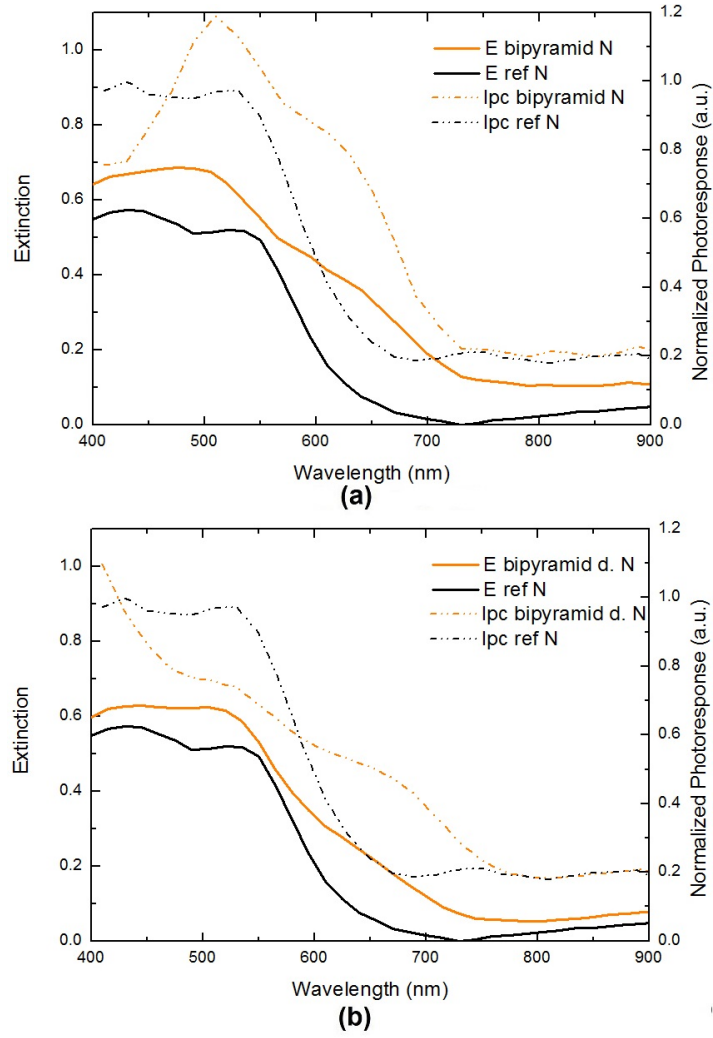 1.2
1.0
1.0
0.8
0.8
0.6
0.6
0.4
0.4
0.2
0.2
0.0
0.0
E bipyramid N
E ref N
Ipc bipyramid N
Ipc ref N
Extinction
Normalized Photoresponse (a.u.)
400 500 600 700 800 900
Wavelength (nm)
(a)
1.2
1.0
1.0
0.8
0.8
0.6
0.6
0.4
0.4
0.2
0.2
0.0
0.0
E bipyramid d. N
E ref N
Ipc bipyramid d. N
Ipc ref N
Extinction
Normalized Photoresponse (a.u.)
400 500 600 700 800 900
Wavelength (nm)
(b)